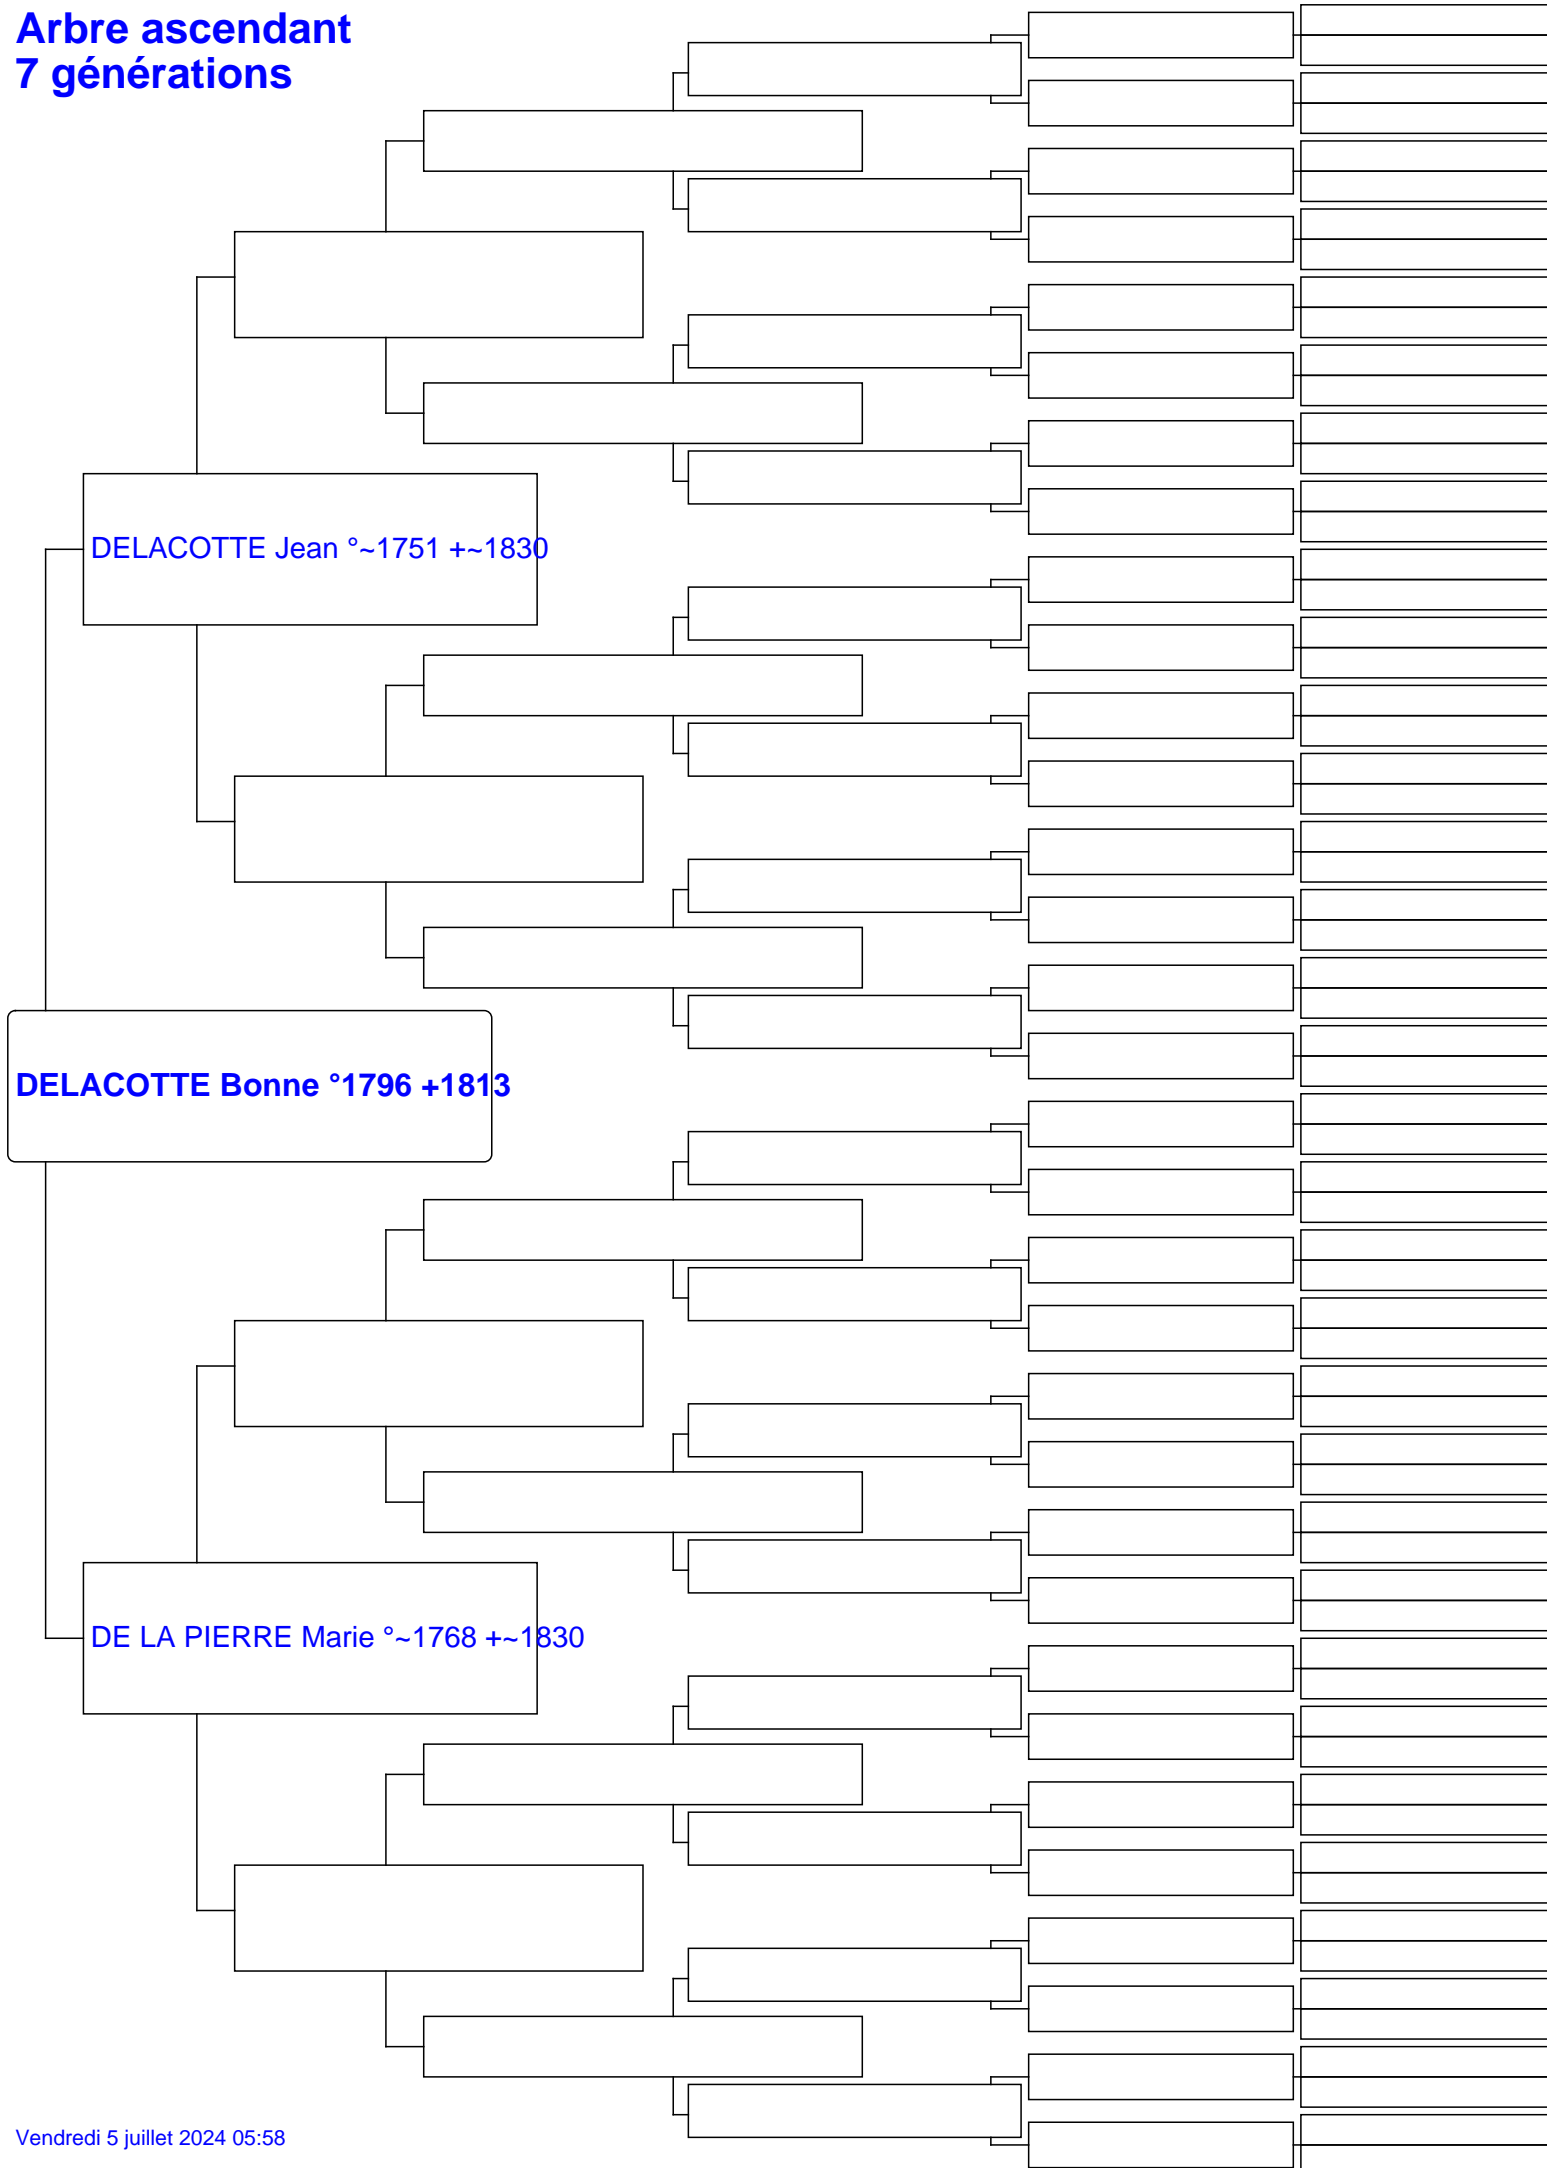 Arbre ascendant
7 générations
DELACOTTE Jean °~1751 +~1830
DELACOTTE Bonne °1796 +1813
DE LA PIERRE Marie °~1768 +~1830
Vendredi 5 juillet 2024 05:58